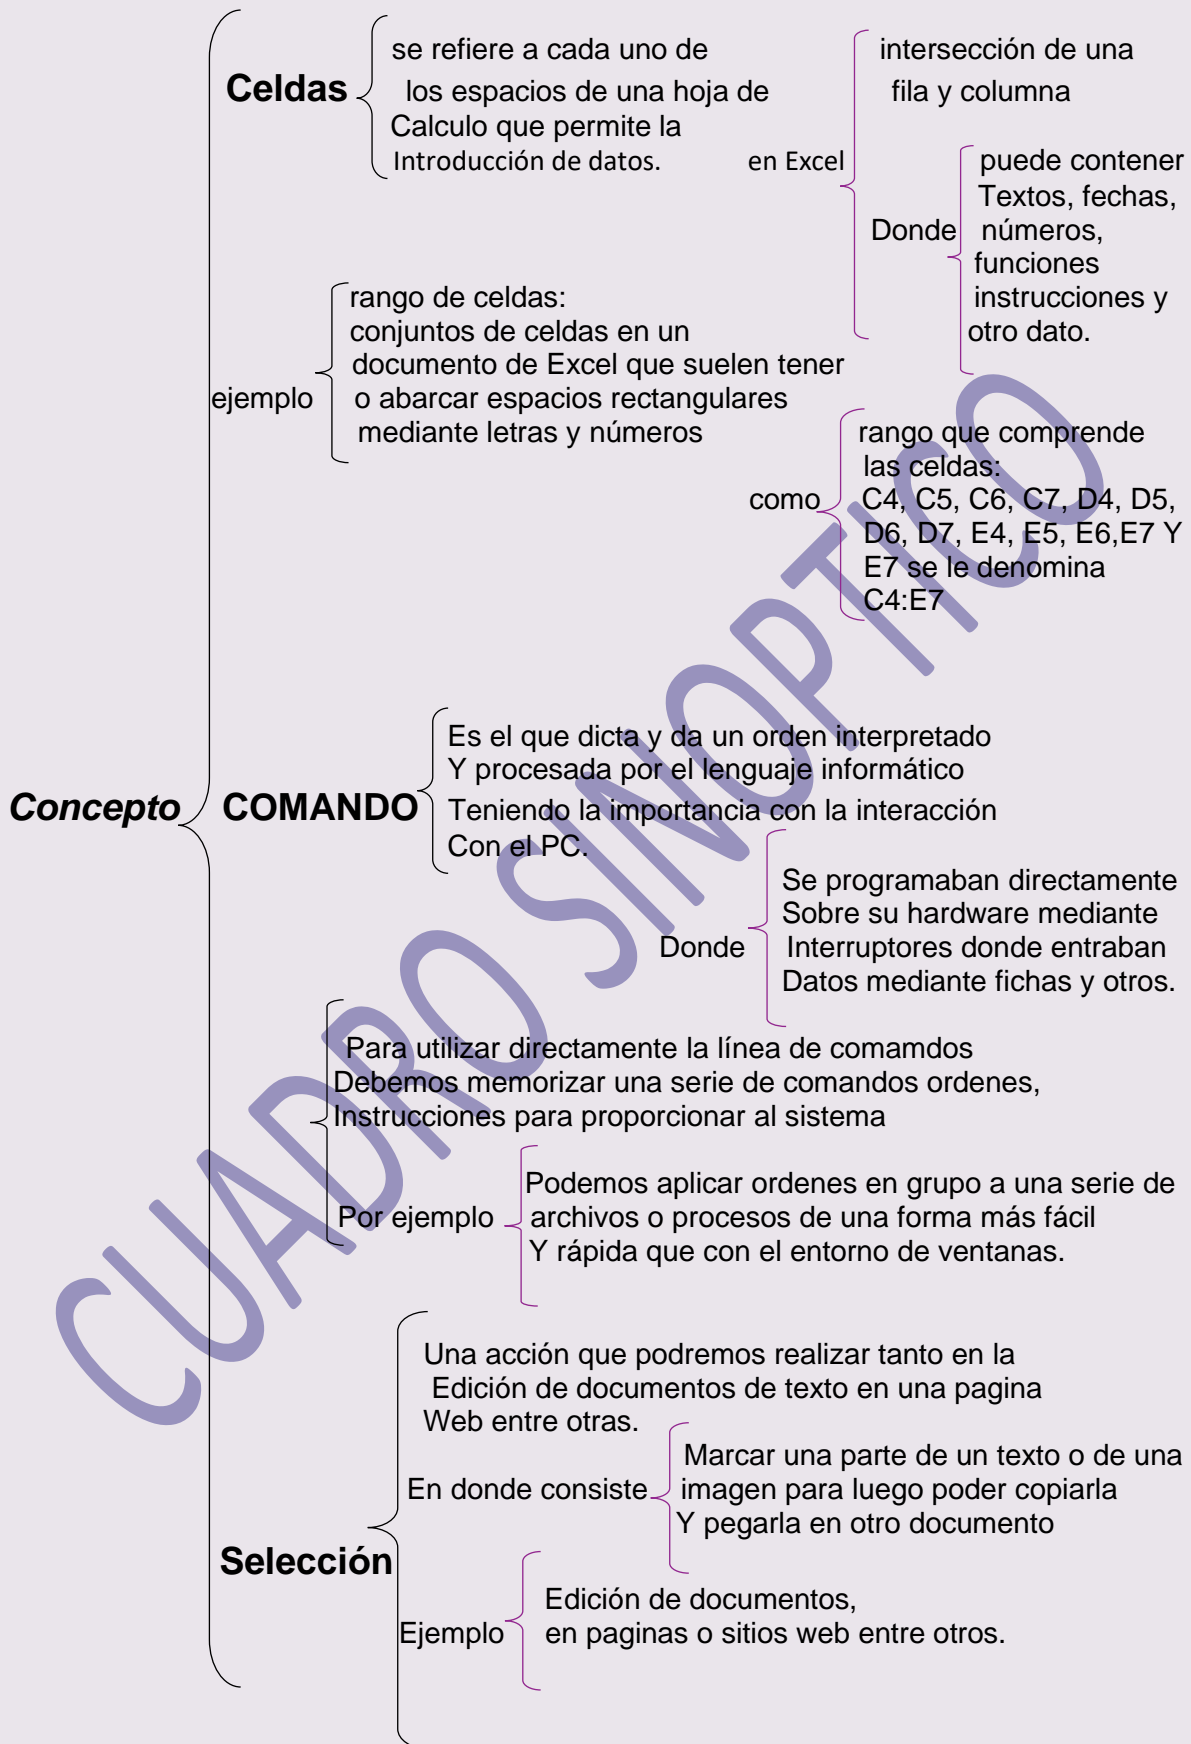 Celdas
se refiere a cada uno de
los espacios de una hoja de
Calculo que permite la
Introducción de datos.
en Excel
intersección de una
fila y columna
Donde
puede contener
Textos, fechas,
números,
funciones
instrucciones y
otro dato.
ejemplo
rango de celdas:
conjuntos de celdas en un
documento de Excel que suelen tener
o abarcar espacios rectangulares
mediante letras y números
como
rango que comprende
las celdas:
C4, C5, C6, C7, D4, D5,
D6, D7, E4, E5, E6,E7 Y
E7 se le denomina
C4:E7
Concepto
COMANDO
Es el que dicta y da un orden interpretado
Y procesada por el lenguaje informático
Teniendo la importancia con la interacción
Con el PC.
Donde
Se programaban directamente
Sobre su hardware mediante
Interruptores donde entraban
Datos mediante fichas y otros.
Para utilizar directamente la línea de comamdos
Debemos memorizar una serie de comandos ordenes,
Instrucciones para proporcionar al sistema
Por ejemplo
Podemos aplicar ordenes en grupo a una serie de
archivos o procesos de una forma más fácil
Y rápida que con el entorno de ventanas.
Selección
Una acción que podremos realizar tanto en la
Edición de documentos de texto en una pagina
Web entre otras.
En donde consiste
Marcar una parte de un texto o de una
imagen para luego poder copiarla
Y pegarla en otro documento
Ejemplo
Edición de documentos,
en paginas o sitios web entre otros.
CUADRO SINOPTICO